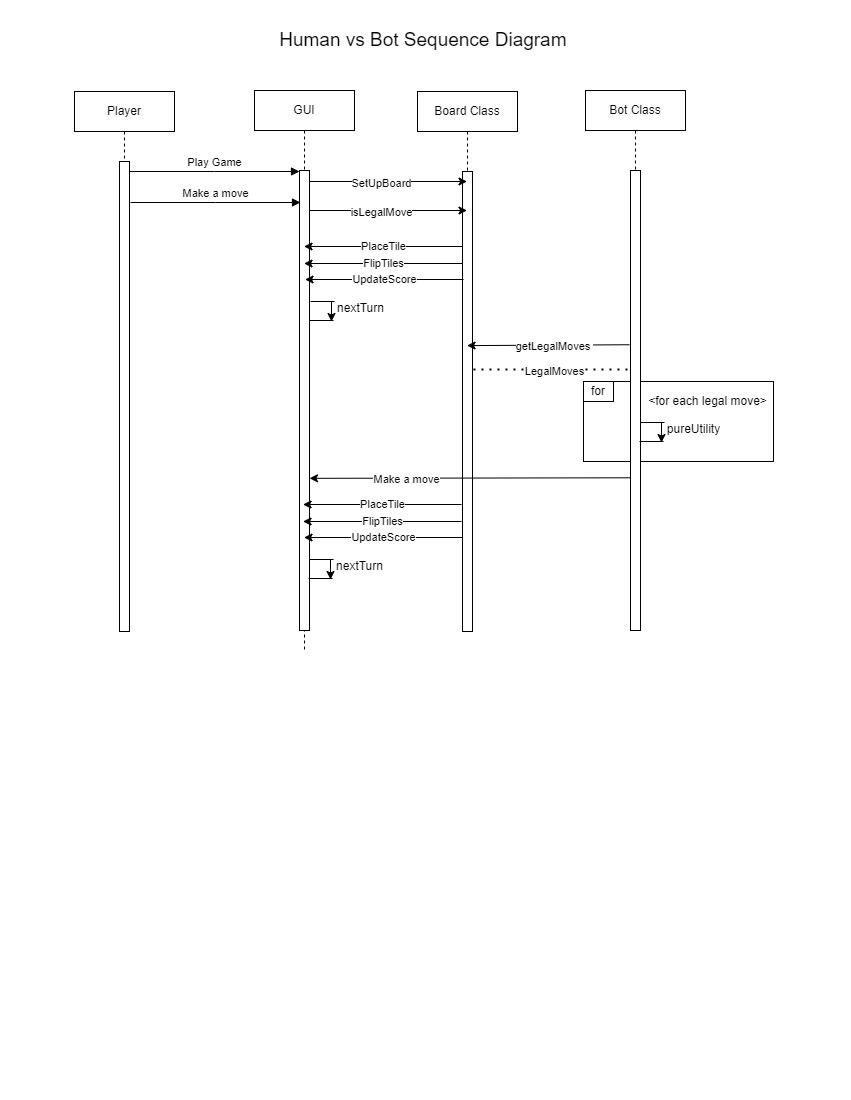 Human vs Bot Sequence Diagram
Player
GUI
Board Class
Bot Class
Play Game
SetUpBoard
Make a move
isLegalMove
PlaceTile
FlipTiles
UpdateScore
nextTurn
getLegalMoves
LegalMoves
for
<for each legal move>
pureUtility
Make a move
PlaceTile
FlipTiles
UpdateScore
nextTurn